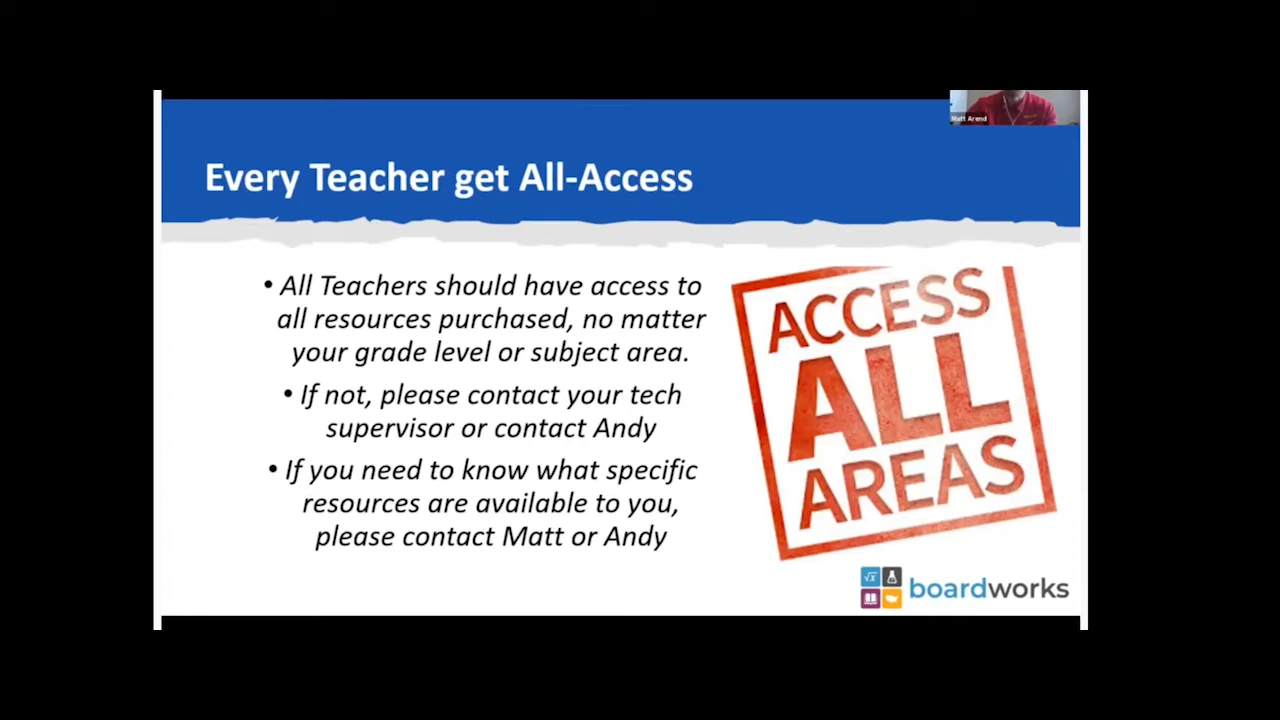 Matt Arend
Every Teacher get All-Access
• All Teachers should have access to
all resources purchased, no matter
your grade level or subject area.
• If not, please contact your tech
supervisor or contact Andy
• If you need to know what specific
resources are available to you,
please contact Matt or Andy
ACCESS
ALL
AREAS
√x
boardworks